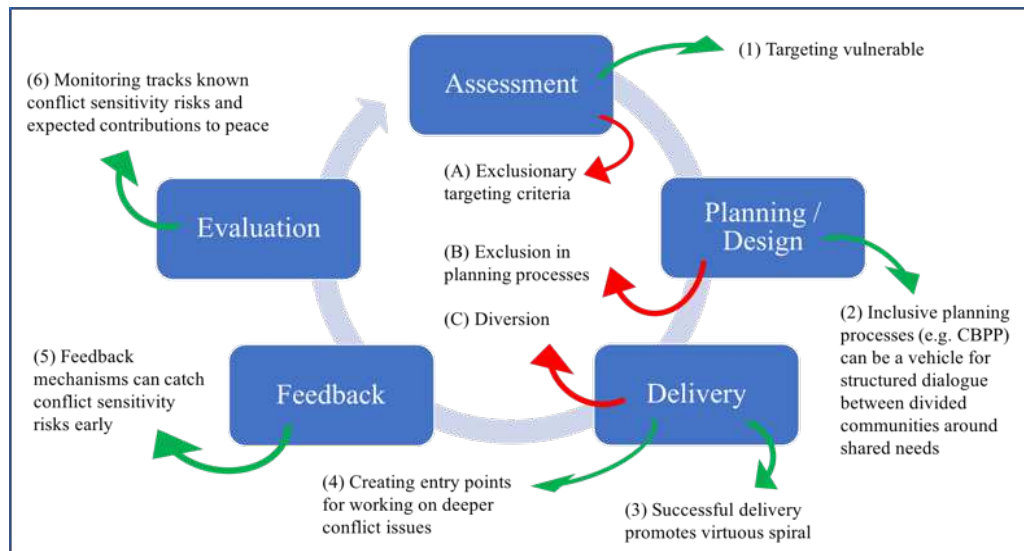 Assessment
(1) Targeting vulnerable
(6) Monitoring tracks known
conflict sensitivity risks and
expected contributions to peace
(A) Exclusionary
targeting criteria
Planning /
Design
Evaluation
(B) Exclusion in
planning processes
(C) Diversion
(2) Inclusive planning
processes (e.g. CBPP)
can be a vehicle for
structured dialogue
between divided
communities around
shared needs
Delivery
Feedback
(5) Feedback
mechanisms can catch
conflict sensitivity
risks early
(4) Creating entry points
for working on deeper
conflict issues
(3) Successful delivery
promotes virtuous spiral